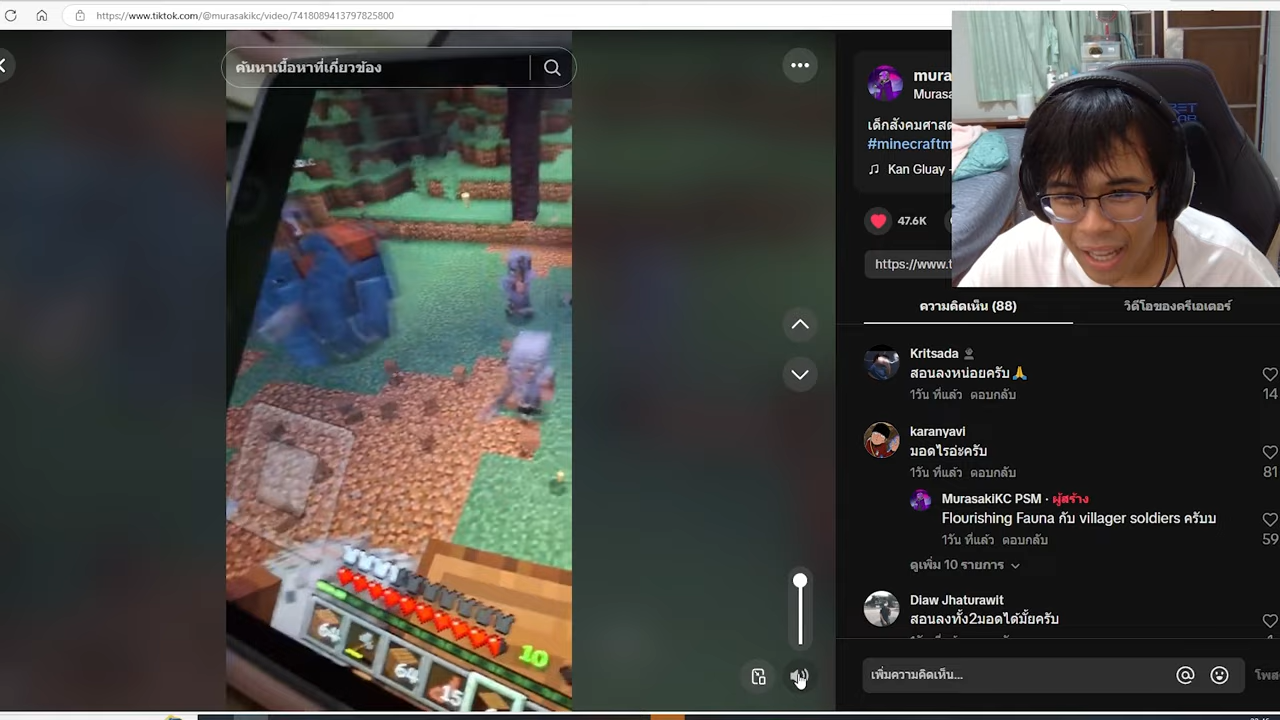 https://www.tiktok.com/@murasakikc/video/7418089413797825800
ค้นหาเนื้อหาที่เกี่ยวข้อง
mura
Muras
เด็กสังคมศาสต
#minecraftm
Kan Gluay -
47.6K
https://www.t
ความคิดเห็น (88)
วิดีโอของครีเอเตอร์
Kritsada
สอนลงหน่อยครับ🙏
1วัน ที่แล้ว ตอบกลับ
14
karanyavi
มอดไรอ่ะครับ
1วัน ที่แล้ว ตอบกลับ
81
MurasakiKC PSM · ผู้สร้าง
Flourishing Fauna กับ villager soldiers ครับบ
1วัน ที่แล้ว ตอบกลับ
59
ดูเพิ่ม 10 รายการ
Diaw Jhaturawit
สอนลงทั้ง2มอดได้มั้ยครับ
เพิ่มความคิดเห็น...
โพส
64
64
15
10